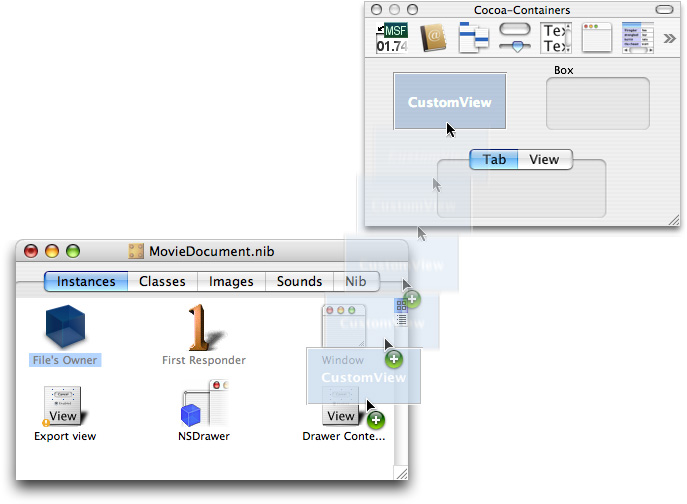 Cocoa-Containers
MSF
01.74
Tex
Tex
CustomView
Box
CustomView
Tab View
CustomView
MovieDocument.nib
CustomView
Instances Classes Images Sounds Nib
1
CustomView
File's Owner First Responder Window
CustomView
View View
Export view NSDrawer Drawer Conte...